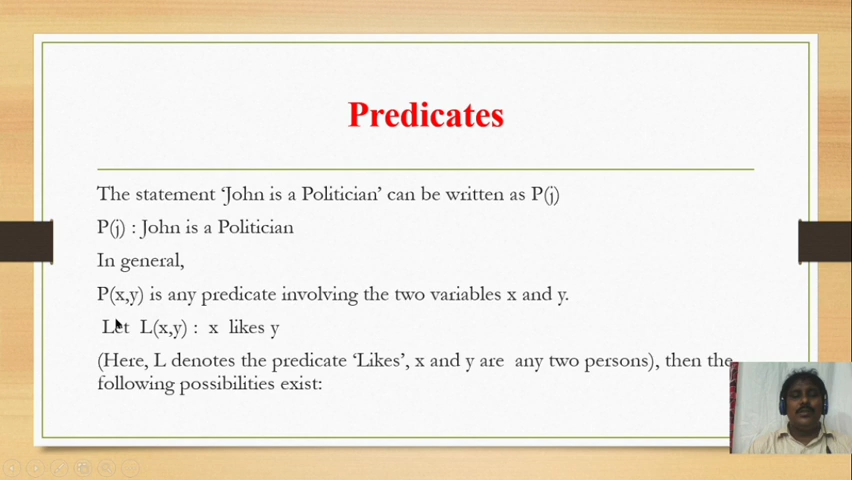 Predicates
The statement ‘John is a Politician’ can be written as P(j)
P(j) : John is a Politician
In general,
P(x,y) is any predicate involving the two variables x and y.
Let L(x,y) : x likes y
(Here, L denotes the predicate ‘Likes’, x and y are any two persons), then the
following possibilities exist: